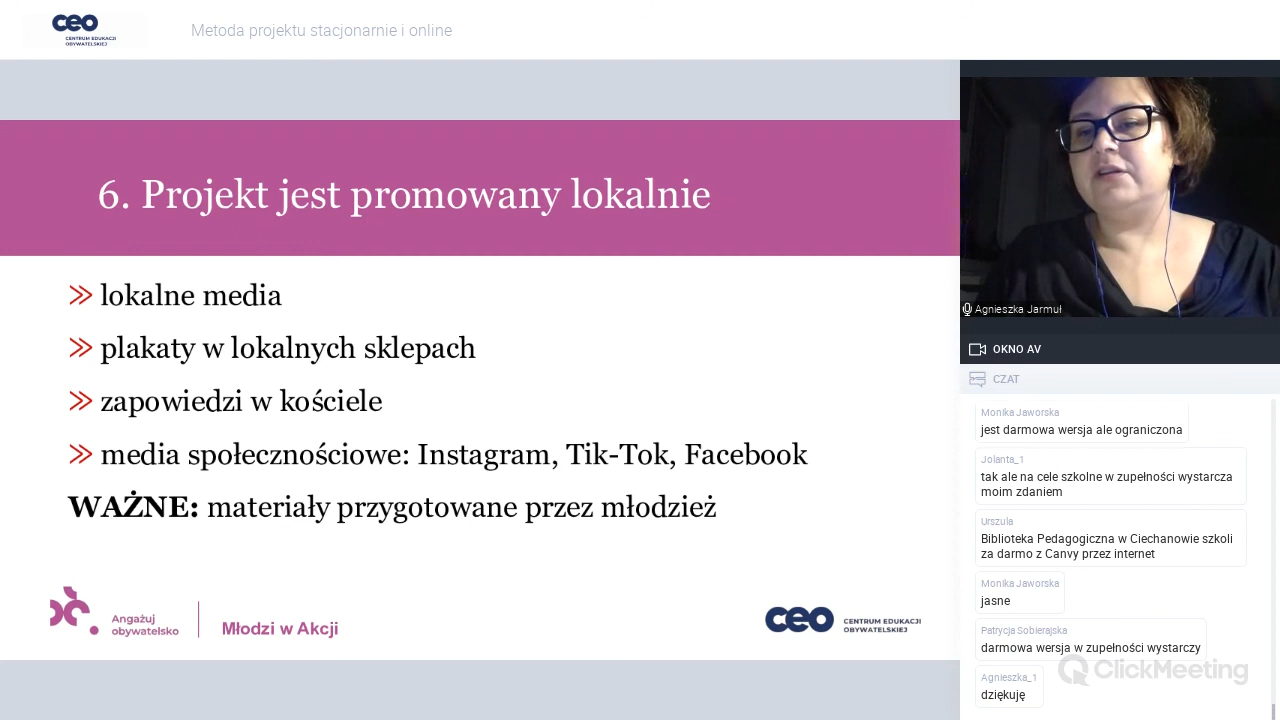 ceo
CENTRUM EDUKACJI
OBYWATELSKIEJ
Metoda projektu stacjonarnie i online
6. Projekt jest promowany lokalnie
lokalne media
plakaty w lokalnych sklepach
zapowiedzi w kościele
media społecznościowe: Instagram, Tik-Tok, Facebook
WAŻNE: materiały przygotowane przez młodzież
Angażuj
obywatelsko
Młodzi w Akcji
ceo
CENTRUM EDUKACJI
OBYWATELSKIEJ
Agnieszka Jarmuł
OKNO AV
CZAT
Monika Jaworska
jest darmowa wersja ale ograniczona
Jolanta_1
tak ale na cele szkolne w zupełności wystarcza
moim zdaniem
Urszula
Biblioteka Pedagogiczna w Ciechanowie szkoli
za darmo z Canvy przez internet
Monika Jaworska
jasne
Patrycja Sobierajska
darmowa wersja w zupełności wystarczy
Agnieszka_1
dziękuję
ClickMeeting